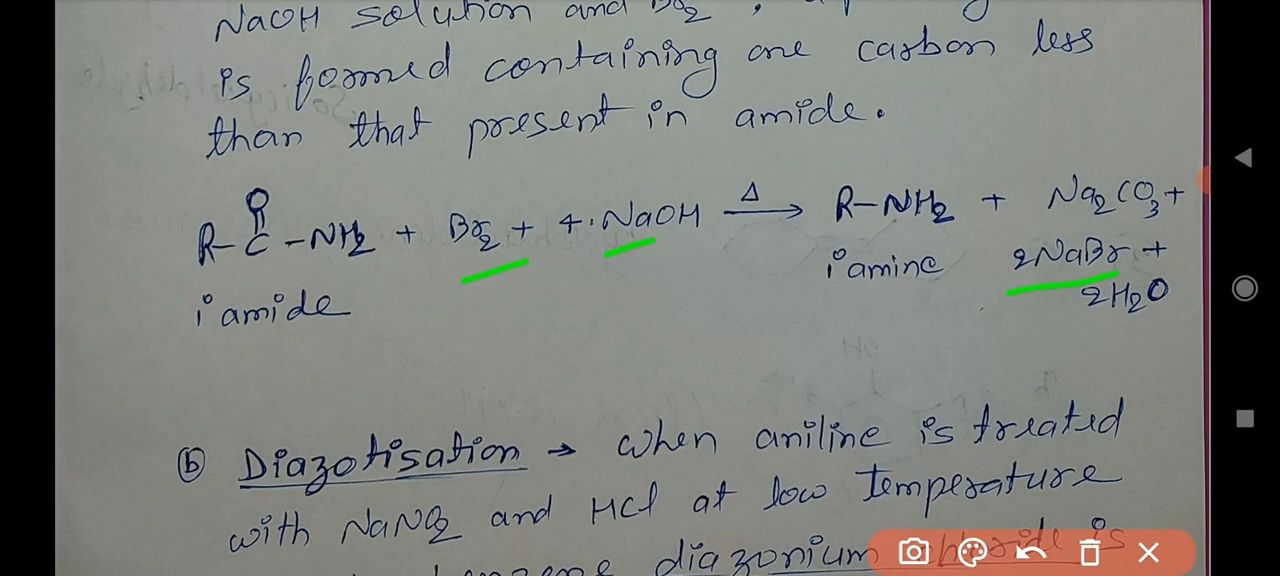 NaOH solution and Br2,
is formed containing one carbon less
than that present in amide.
O
R-C-NH2 + Br2 + 4.NaOH —Δ→ R-NH2 + Na2CO3+
i°amide i°amine 2NaBr +
2H2O
(b) Diazotisation → When aniline is treated
with NaNO2 and HCl at low temperature
diazonium chloride is